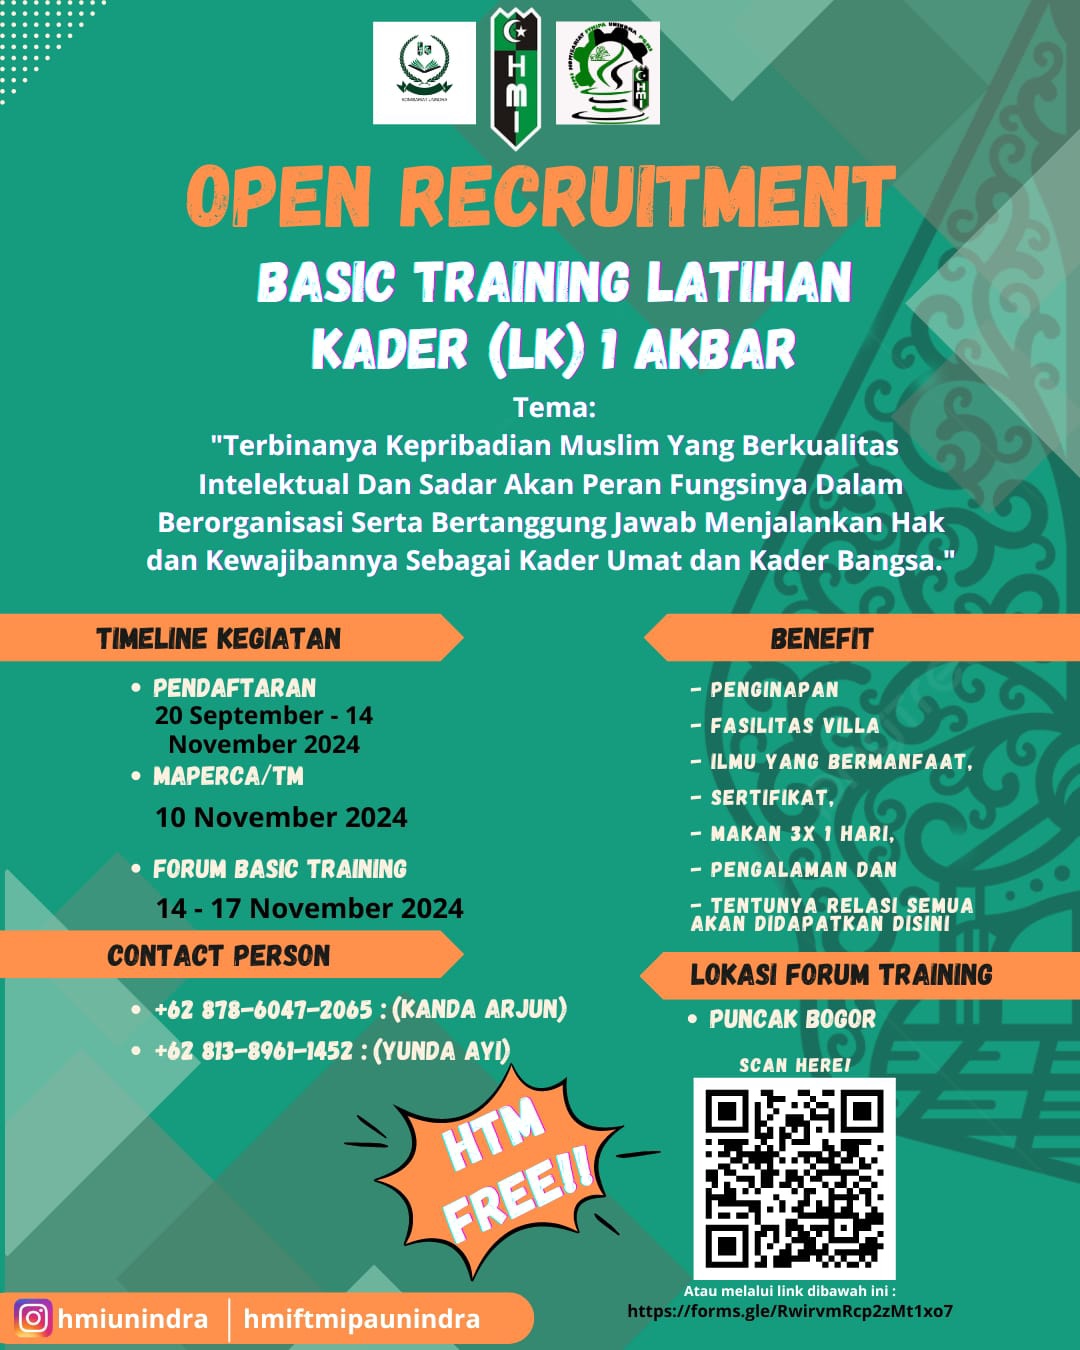 KOMISARIAT UNINDRA
HMI
HMI
OPEN RECRUITMENT
BASIC TRAINING LATIHAN
KADER (LK) 1 AKBAR
Tema:
"Terbinanya Kepribadian Muslim Yang Berkualitas
Intelektual Dan Sadar Akan Peran Fungsinya Dalam
Berorganisasi Serta Bertanggung Jawab Menjalankan Hak
dan Kewajibannya Sebagai Kader Umat dan Kader Bangsa."
TIMELINE KEGIATAN
• PENDAFTARAN
20 September - 14
November 2024
• MAPERCA/TM
10 November 2024
• FORUM BASIC TRAINING
14 - 17 November 2024
BENEFIT
- PENGINAPAN
- FASILITAS VILLA
- ILMU YANG BERMANFAAT,
- SERTIFIKAT,
- MAKAN 3X 1 HARI,
- PENGALAMAN DAN
- TENTUNYA RELASI SEMUA
AKAN DIDAPATKAN DISINI
CONTACT PERSON
• +62 878-6047-2065 : (KANDA ARJUN)
• +62 813-8961-1452 : (YUNDA AYI)
LOKASI FORUM TRAINING
• PUNCAK BOGOR
SCAN HERE!
HTM
FREE!!
Atau melalui link dibawah ini :
https://forms.gle/RwirvmRcp2zMt1xo7
hmiunindra | hmiftmipaunindra